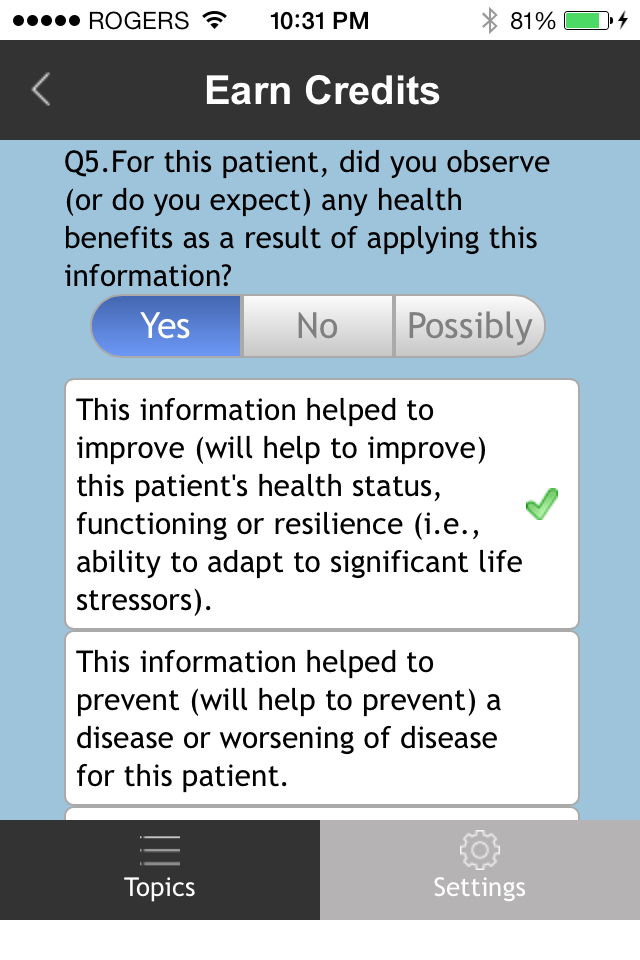 ROGERS 10:31 PM 81%
Earn Credits
Q5.For this patient, did you observe
(or do you expect) any health
benefits as a result of applying this
information?
Yes No Possibly
This information helped to
improve (will help to improve)
this patient's health status,
functioning or resilience (i.e.,
ability to adapt to significant life
stressors).
This information helped to
prevent (will help to prevent) a
disease or worsening of disease
for this patient.
Topics Settings